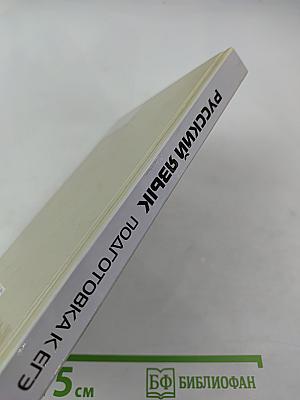 РУССКИЙ ЯЗЫК ПОДГОТОВКА К ЕГЭ
5 см
БФ БИБЛИОФАН